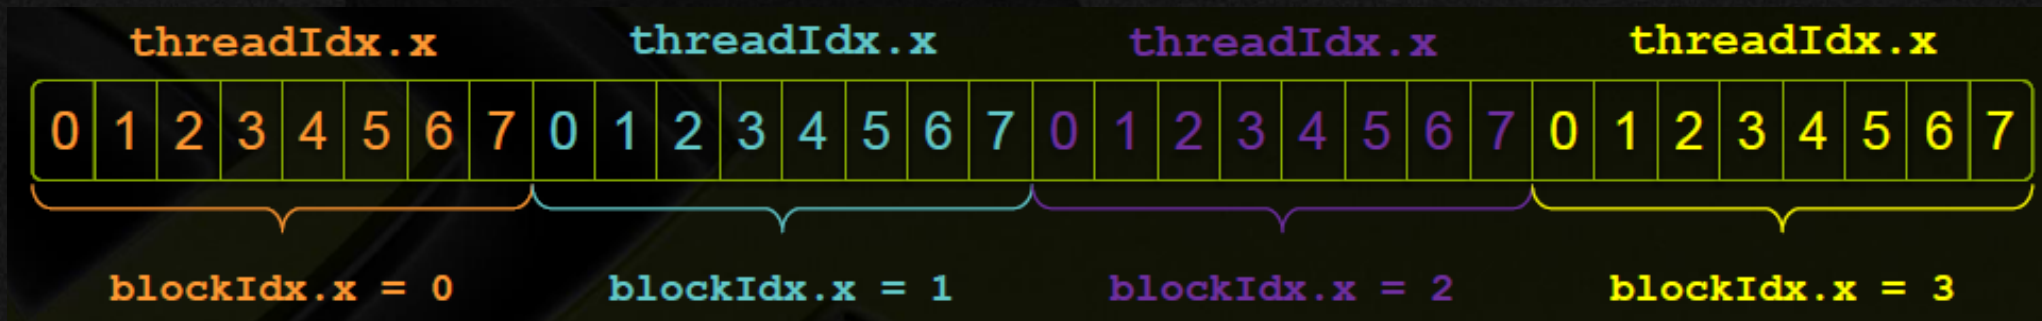 threadIdx.x threadIdx.x threadIdx.x threadIdx.x
0 1 2 3 4 5 6 7 0 1 2 3 4 5 6 7 0 1 2 3 4 5 6 7 0 1 2 3 4 5 6 7
blockIdx.x = 0 blockIdx.x = 1 blockIdx.x = 2 blockIdx.x = 3